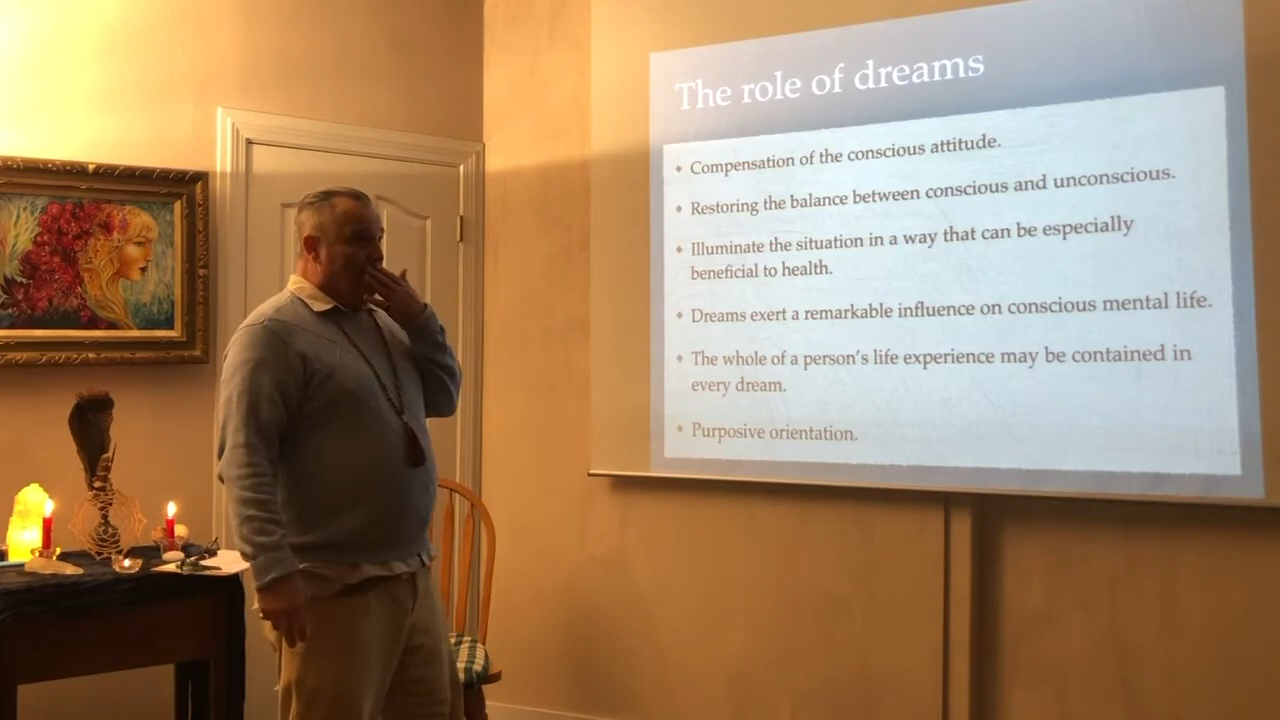 The role of dreams
Compensation of the conscious attitude.
Restoring the balance between conscious and unconscious.
Illuminate the situation in a way that can be especially
beneficial to health.
Dreams exert a remarkable influence on conscious mental life.
The whole of a person's life experience may be contained in
every dream.
Purposive orientation.